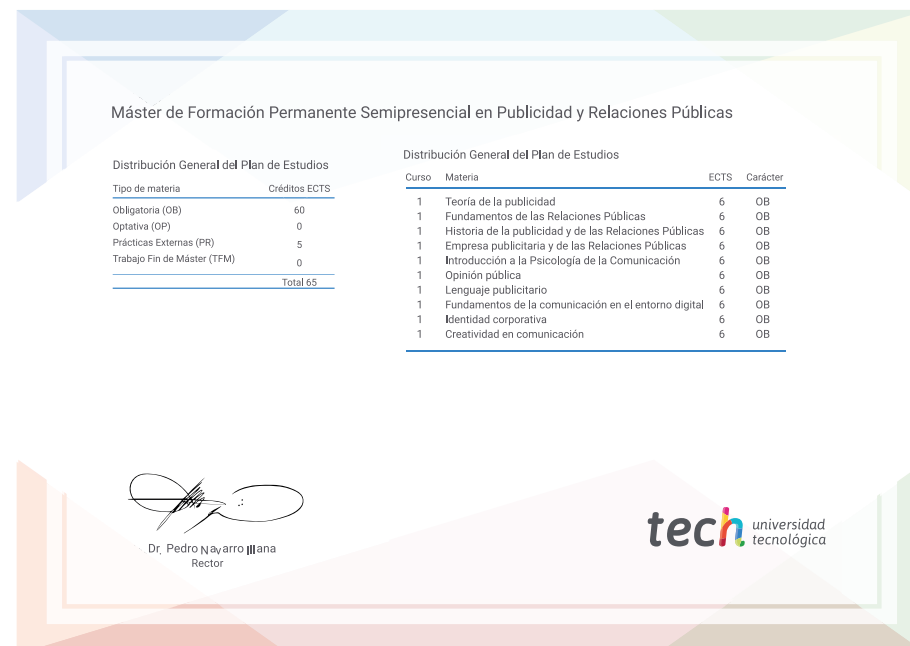 Máster de Formación Permanente Semipresencial en Publicidad y Relaciones Públicas
Distribución General del Plan de Estudios
Tipo de materia Créditos ECTS
Obligatoria (OB) 60
Optativa (OP) 0
Prácticas Externas (PR) 5
Trabajo Fin de Máster (TFM) 0
Total 65
Distribución General del Plan de Estudios
Curso Materia ECTS Carácter
1 Teoría de la publicidad 6 OB
1 Fundamentos de las Relaciones Públicas 6 OB
1 Historia de la publicidad y de las Relaciones Públicas 6 OB
1 Empresa publicitaria y de las Relaciones Públicas 6 OB
1 Introducción a la Psicología de la Comunicación 6 OB
1 Opinión pública 6 OB
1 Lenguaje publicitario 6 OB
1 Fundamentos de la comunicación en el entorno digital 6 OB
1 Identidad corporativa 6 OB
1 Creatividad en comunicación 6 OB
Dr. Pedro Navarro Illana
Rector
tech universidad
tecnológica